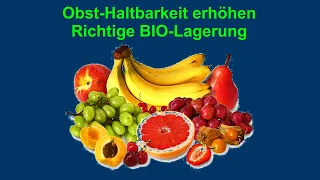 Obst-Haltbarkeit erhöhen
Richtige BIO-Lagerung